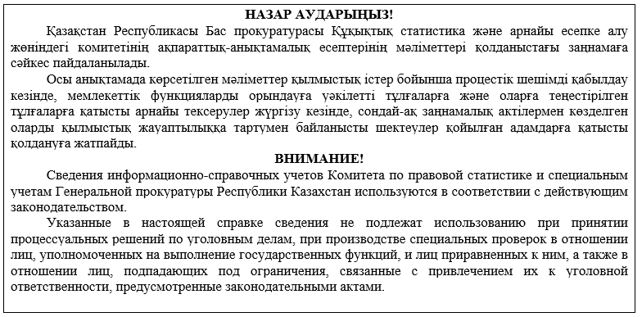 НАЗАР АУДАРЫҢЫЗ!
Қазақстан Республикасы Бас прокуратурасы Құқықтық статистика және арнайы есепке алу
жөніндегі комитетінің ақпараттық-анықтамалық есептерінің мәліметтері қолданыстағы заңнамаға
сәйкес пайдаланылады.
Осы анықтамада көрсетілген мәліметтер қылмыстық істер бойынша процестік шешімді қабылдау
кезінде, мемлекеттік функцияларды орындауға уәкілетті тұлғаларға және оларға теңестірілген
тұлғаларға қатысты арнайы тексерулер жүргізу кезінде, сондай-ақ заңнамалық актілермен көзделген
оларды қылмыстық жауаптылыққа тартумен байланысты шектеулер қойылған адамдарға қатысты
қолдануға жатпайды.
ВНИМАНИЕ!
Сведения информационно-справочных учетов Комитета по правовой статистике и специальным
учетам Генеральной прокуратуры Республики Казахстан используются в соответствии с действующим
законодательством.
Указанные в настоящей справке сведения не подлежат использованию при принятии
процессуальных решений по уголовным делам, при производстве специальных проверок в отношении
лиц, уполномоченных на выполнение государственных функций, и лиц приравненных к ним, а также в
отношении лиц, подпадающих под ограничения, связанные с привлечением их к уголовной
ответственности, предусмотренные законодательными актами.